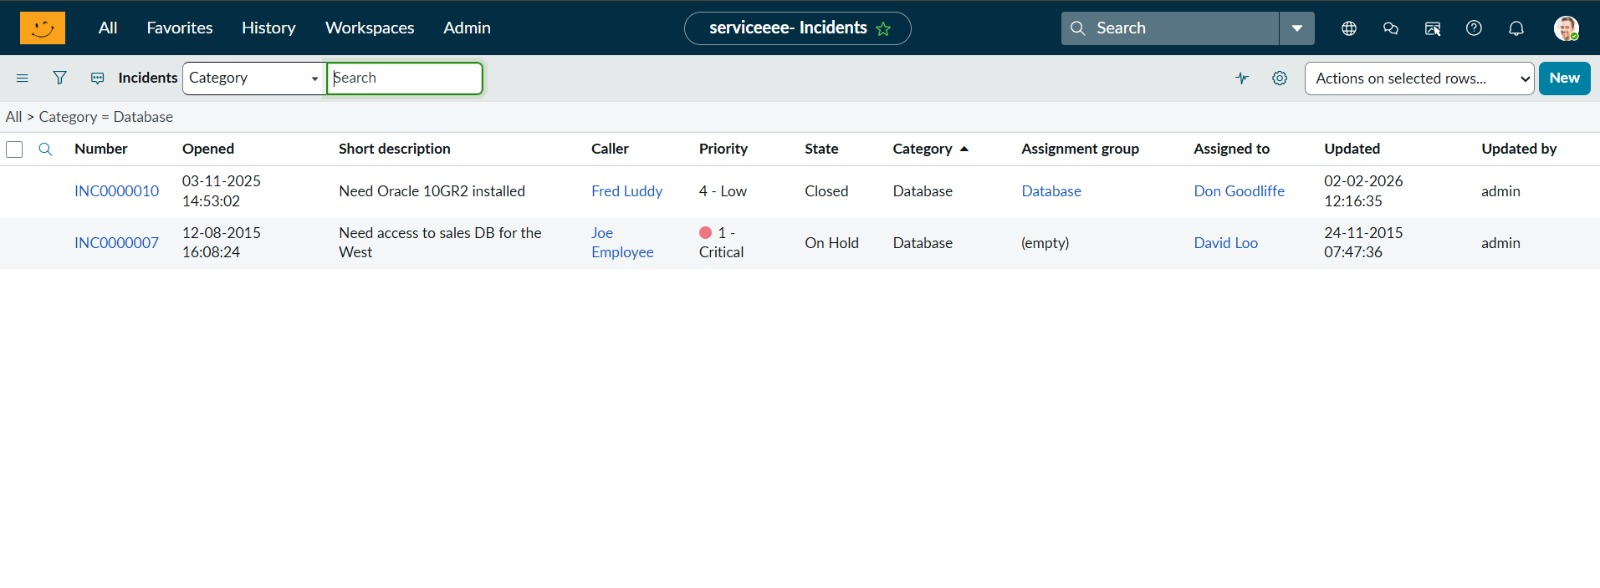 All Favorites History Workspaces Admin serviceeee- Incidents Search
Incidents Category Search Actions on selected rows... New
All > Category = Database
Number Opened Short description Caller Priority State Category Assignment group Assigned to Updated Updated by
INC0000010 03-11-2025 14:53:02 Need Oracle 10GR2 installed Fred Luddy 4 - Low Closed Database Database Don Goodliffe 02-02-2026 12:16:35 admin
INC0000007 12-08-2015 16:08:24 Need access to sales DB for the West Joe Employee 1 - Critical On Hold Database (empty) David Loo 24-11-2015 07:47:36 admin